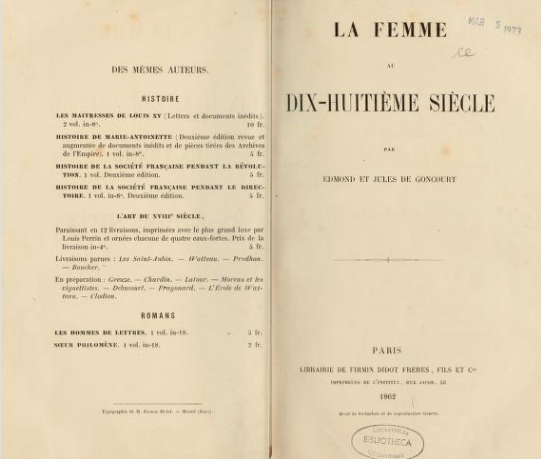 DES MÊMES AUTEURS.
HISTOIRE
LES MAITRESSES DE LOUIS XV (Lettres et documents inédits).
2 vol. in-8°. 10 fr.
HISTOIRE DE MARIE-ANTOINETTE (Deuxième édition revue et
augmentée de documents inédits et de pièces tirées des Archives
de l'Empire). 1 vol. in-8°. 5 fr.
HISTOIRE DE LA SOCIÉTÉ FRANÇAISE PENDANT LA RÉVOLU-
TION. 1 vol. Deuxième édition. 5 fr.
HISTOIRE DE LA SOCIÉTÉ FRANÇAISE PENDANT LE DIREC-
TOIRE. 1 vol. in-8°. Deuxième édition. 5 fr.
L'ART DU XVIIIe SIÈCLE,
Paraissant en 12 livraisons, imprimées avec le plus grand luxe par
Louis Perrin et ornées chacune de quatre eaux-fortes. Prix de la
livraison in-4°. 5 fr.
Livraisons parues : Les Saint-Aubin. — Watteau. — Prudhon.
— Boucher.
En préparation : Greuze. — Chardin. — Latour. — Moreau et les
vignettistes. — Debucourt. — Fragonard. — L'École de Wat-
teau. — Clodion.
ROMANS
LES HOMMES DE LETTRES. 1 vol. in-18. 3 fr.
SŒUR PHILOMÈNE. 1 vol. in-18. 2 fr.
Typographie de H. Firmin Didot. — Mesnil (Eure).
LA FEMME
MAR 5 1973
ce
AU
DIX-HUITIÈME SIÈCLE
PAR
EDMOND ET JULES DE GONCOURT
PARIS
LIBRAIRIE DE FIRMIN DIDOT FRÈRES, FILS ET Cie
IMPRIMEURS DE L'INSTITUT, RUE JACOB, 56
1862
Droit de traduction et de reproduction réservé.
BIBLIOTHECA